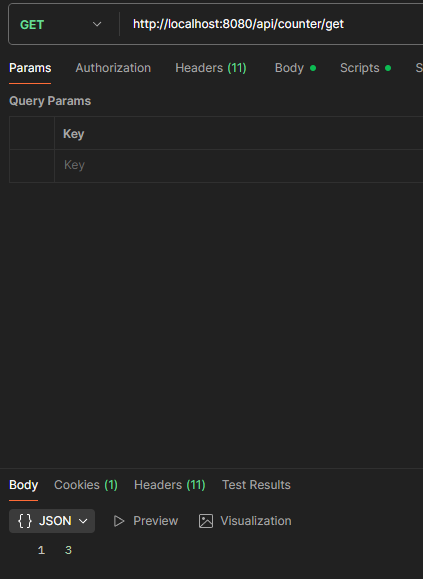 GET http://localhost:8080/api/counter/get
Params Authorization Headers (11) Body Scripts S
Query Params
Key
Key
Body Cookies (1) Headers (11) Test Results
{ } JSON Preview Visualization
1 3